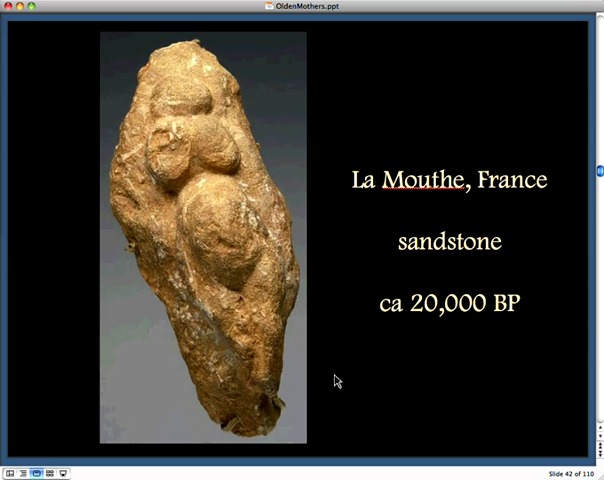 OldenMothers.ppt
La Mouthe, France
sandstone
ca 20,000 BP
Slide 42 of 110